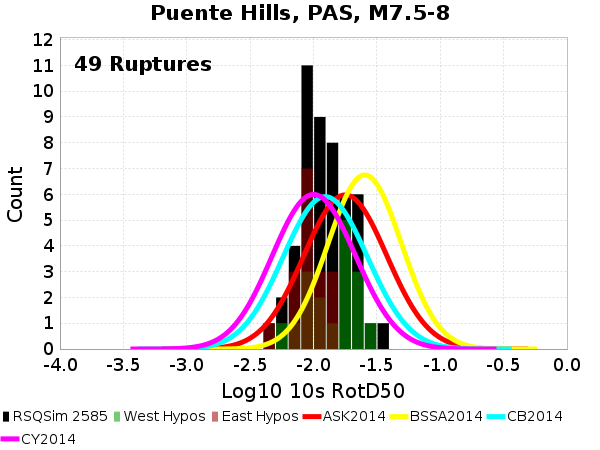 Puente Hills, PAS, M7.5-8
49 Ruptures
Count
12
11
10
9
8
7
6
5
4
3
2
1
0
-4.0 -3.5 -3.0 -2.5 -2.0 -1.5 -1.0 -0.5 0.0
Log10 10s RotD50
RSQSim 2585 West Hypos East Hypos ASK2014 BSSA2014 CB2014
CY2014